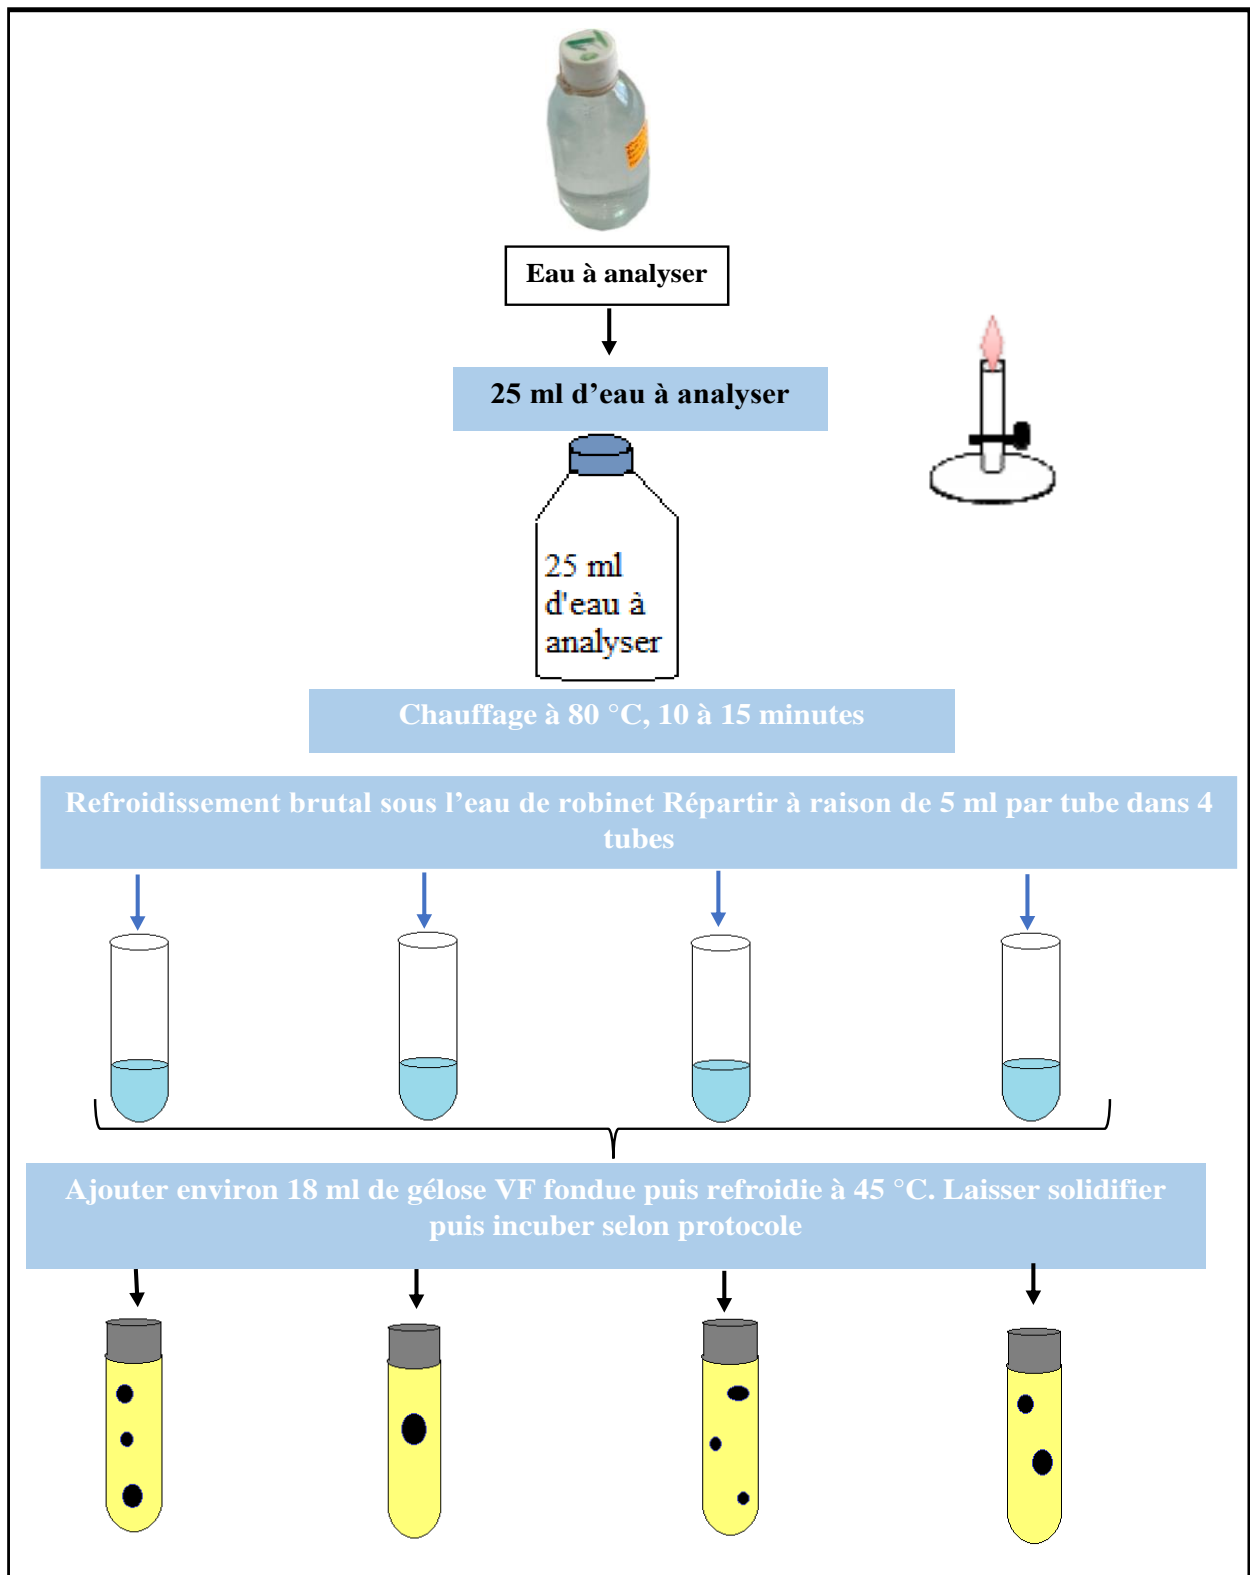 Eau à analyser
25 ml d’eau à analyser
25 ml
d'eau à
analyser
Chauffage à 80 °C, 10 à 15 minutes
Refroidissement brutal sous l’eau de robinet Répartir à raison de 5 ml par tube dans 4
tubes
Ajouter environ 18 ml de gélose VF fondue puis refroidie à 45 °C. Laisser solidifier
puis incuber selon protocole